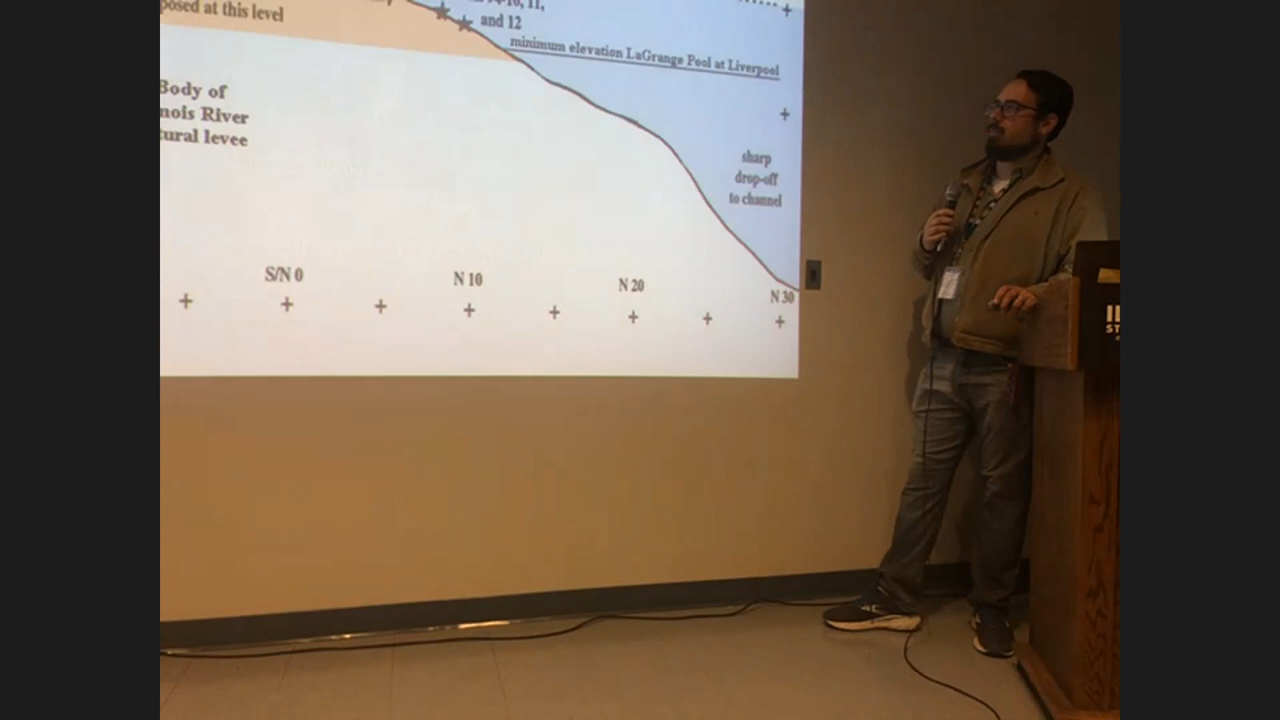 posed at this level
and 12
minimum elevation LaGrange Pool at Liverpool
Body of
nois River
tural levee
sharp
drop-off
to channel
S/N 0
N 10
N 20
N 30